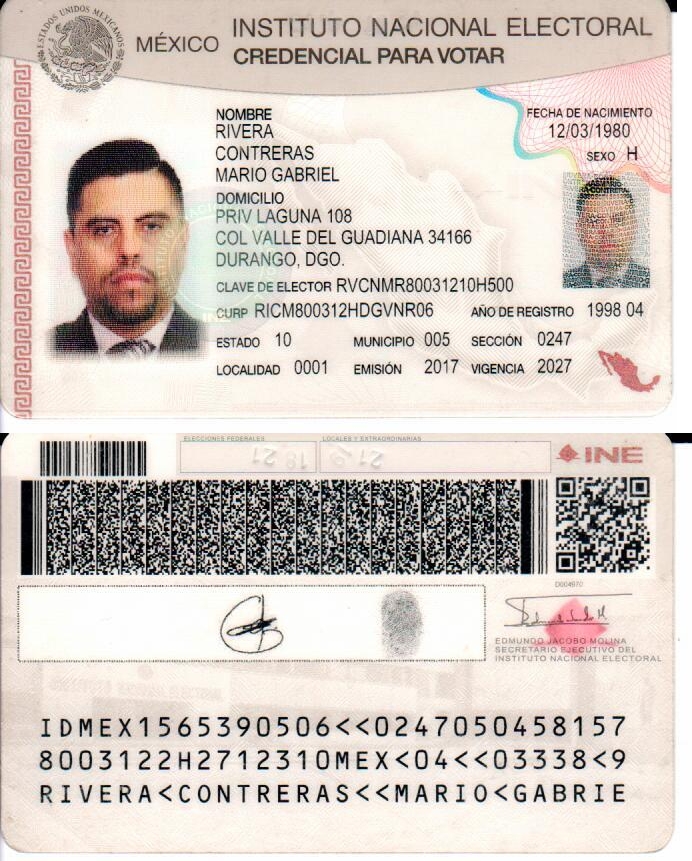 ESTADOS UNIDOS MEXICANOS
MÉXICO INSTITUTO NACIONAL ELECTORAL
CREDENCIAL PARA VOTAR
NOMBRE
RIVERA
CONTRERAS
MARIO GABRIEL
FECHA DE NACIMIENTO
12/03/1980
SEXO H
DOMICILIO
PRIV LAGUNA 108
COL VALLE DEL GUADIANA 34166
DURANGO, DGO.
CLAVE DE ELECTOR RVCNMR80031210H500
CURP RICM800312HDGVNR06 AÑO DE REGISTRO 1998 04
ESTADO 10 MUNICIPIO 005 SECCIÓN 0247
LOCALIDAD 0001 EMISIÓN 2017 VIGENCIA 2027
ELECCIONES FEDERALES LOCALES Y EXTRAORDINARIAS
INE
EDMUNDO JACOBO MOLINA
SECRETARIO EJECUTIVO DEL
INSTITUTO NACIONAL ELECTORAL
IDMEX1565390506<<0247050458157
8003122H2712310MEX<04<<03338<9
RIVERA<CONTRERAS<<MARIO<GABRIE